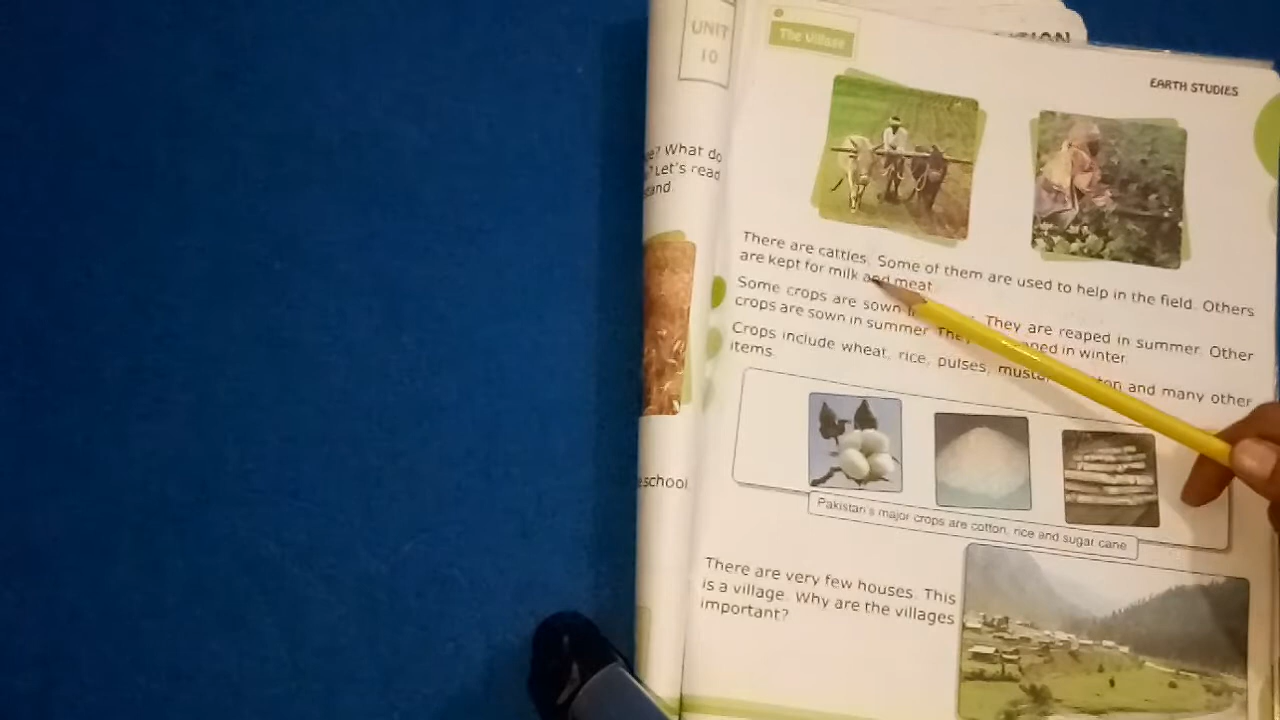 UNIT
10
The Village
EARTH STUDIES
What do
Let's read
There are cattles. Some of them are used to help in the field. Others
are kept for milk and meat.
Some crops are sown They are reaped in summer. Other
crops are sown in summer. in winter.
Crops include wheat, rice, pulses, and many other
items.
Pakistan's major crops are cotton, rice and sugar cane
school
There are very few houses. This
is a village. Why are the villages
important?